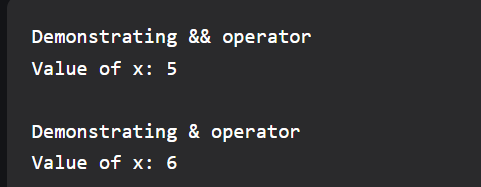 Demonstrating && operator
Value of x: 5
Demonstrating & operator
Value of x: 6